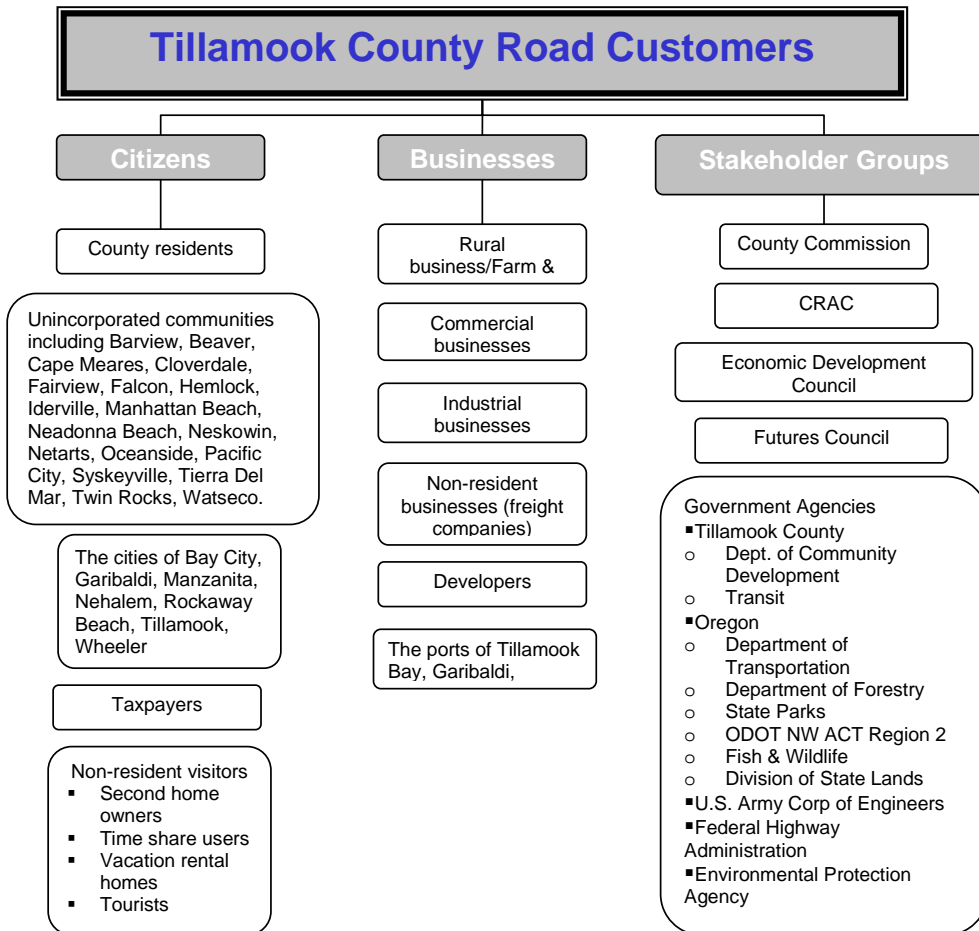 Tillamook County Road Customers
Citizens
County residents
Unincorporated communities
including Barview, Beaver,
Cape Meares, Cloverdale,
Fairview, Falcon, Hemlock,
Iderville, Manhattan Beach,
Neadonna Beach, Neskowin,
Netarts, Oceanside, Pacific
City, Syskeyville, Tierra Del
Mar, Twin Rocks, Watseco.
The cities of Bay City,
Garibaldi, Manzanita,
Nehalem, Rockaway
Beach, Tillamook,
Wheeler
Taxpayers
Non-resident visitors
▪ Second home
owners
▪ Time share users
▪ Vacation rental
homes
▪ Tourists
Businesses
Rural
business/Farm &
Commercial
businesses
Industrial
businesses
Non-resident
businesses (freight
companies)
Developers
The ports of Tillamook
Bay, Garibaldi,
Stakeholder Groups
County Commission
CRAC
Economic Development
Council
Futures Council
Government Agencies
▪Tillamook County
o Dept. of Community
Development
o Transit
▪Oregon
o Department of
Transportation
o Department of Forestry
o State Parks
o ODOT NW ACT Region 2
o Fish & Wildlife
o Division of State Lands
▪U.S. Army Corp of Engineers
▪Federal Highway
Administration
▪Environmental Protection
Agency